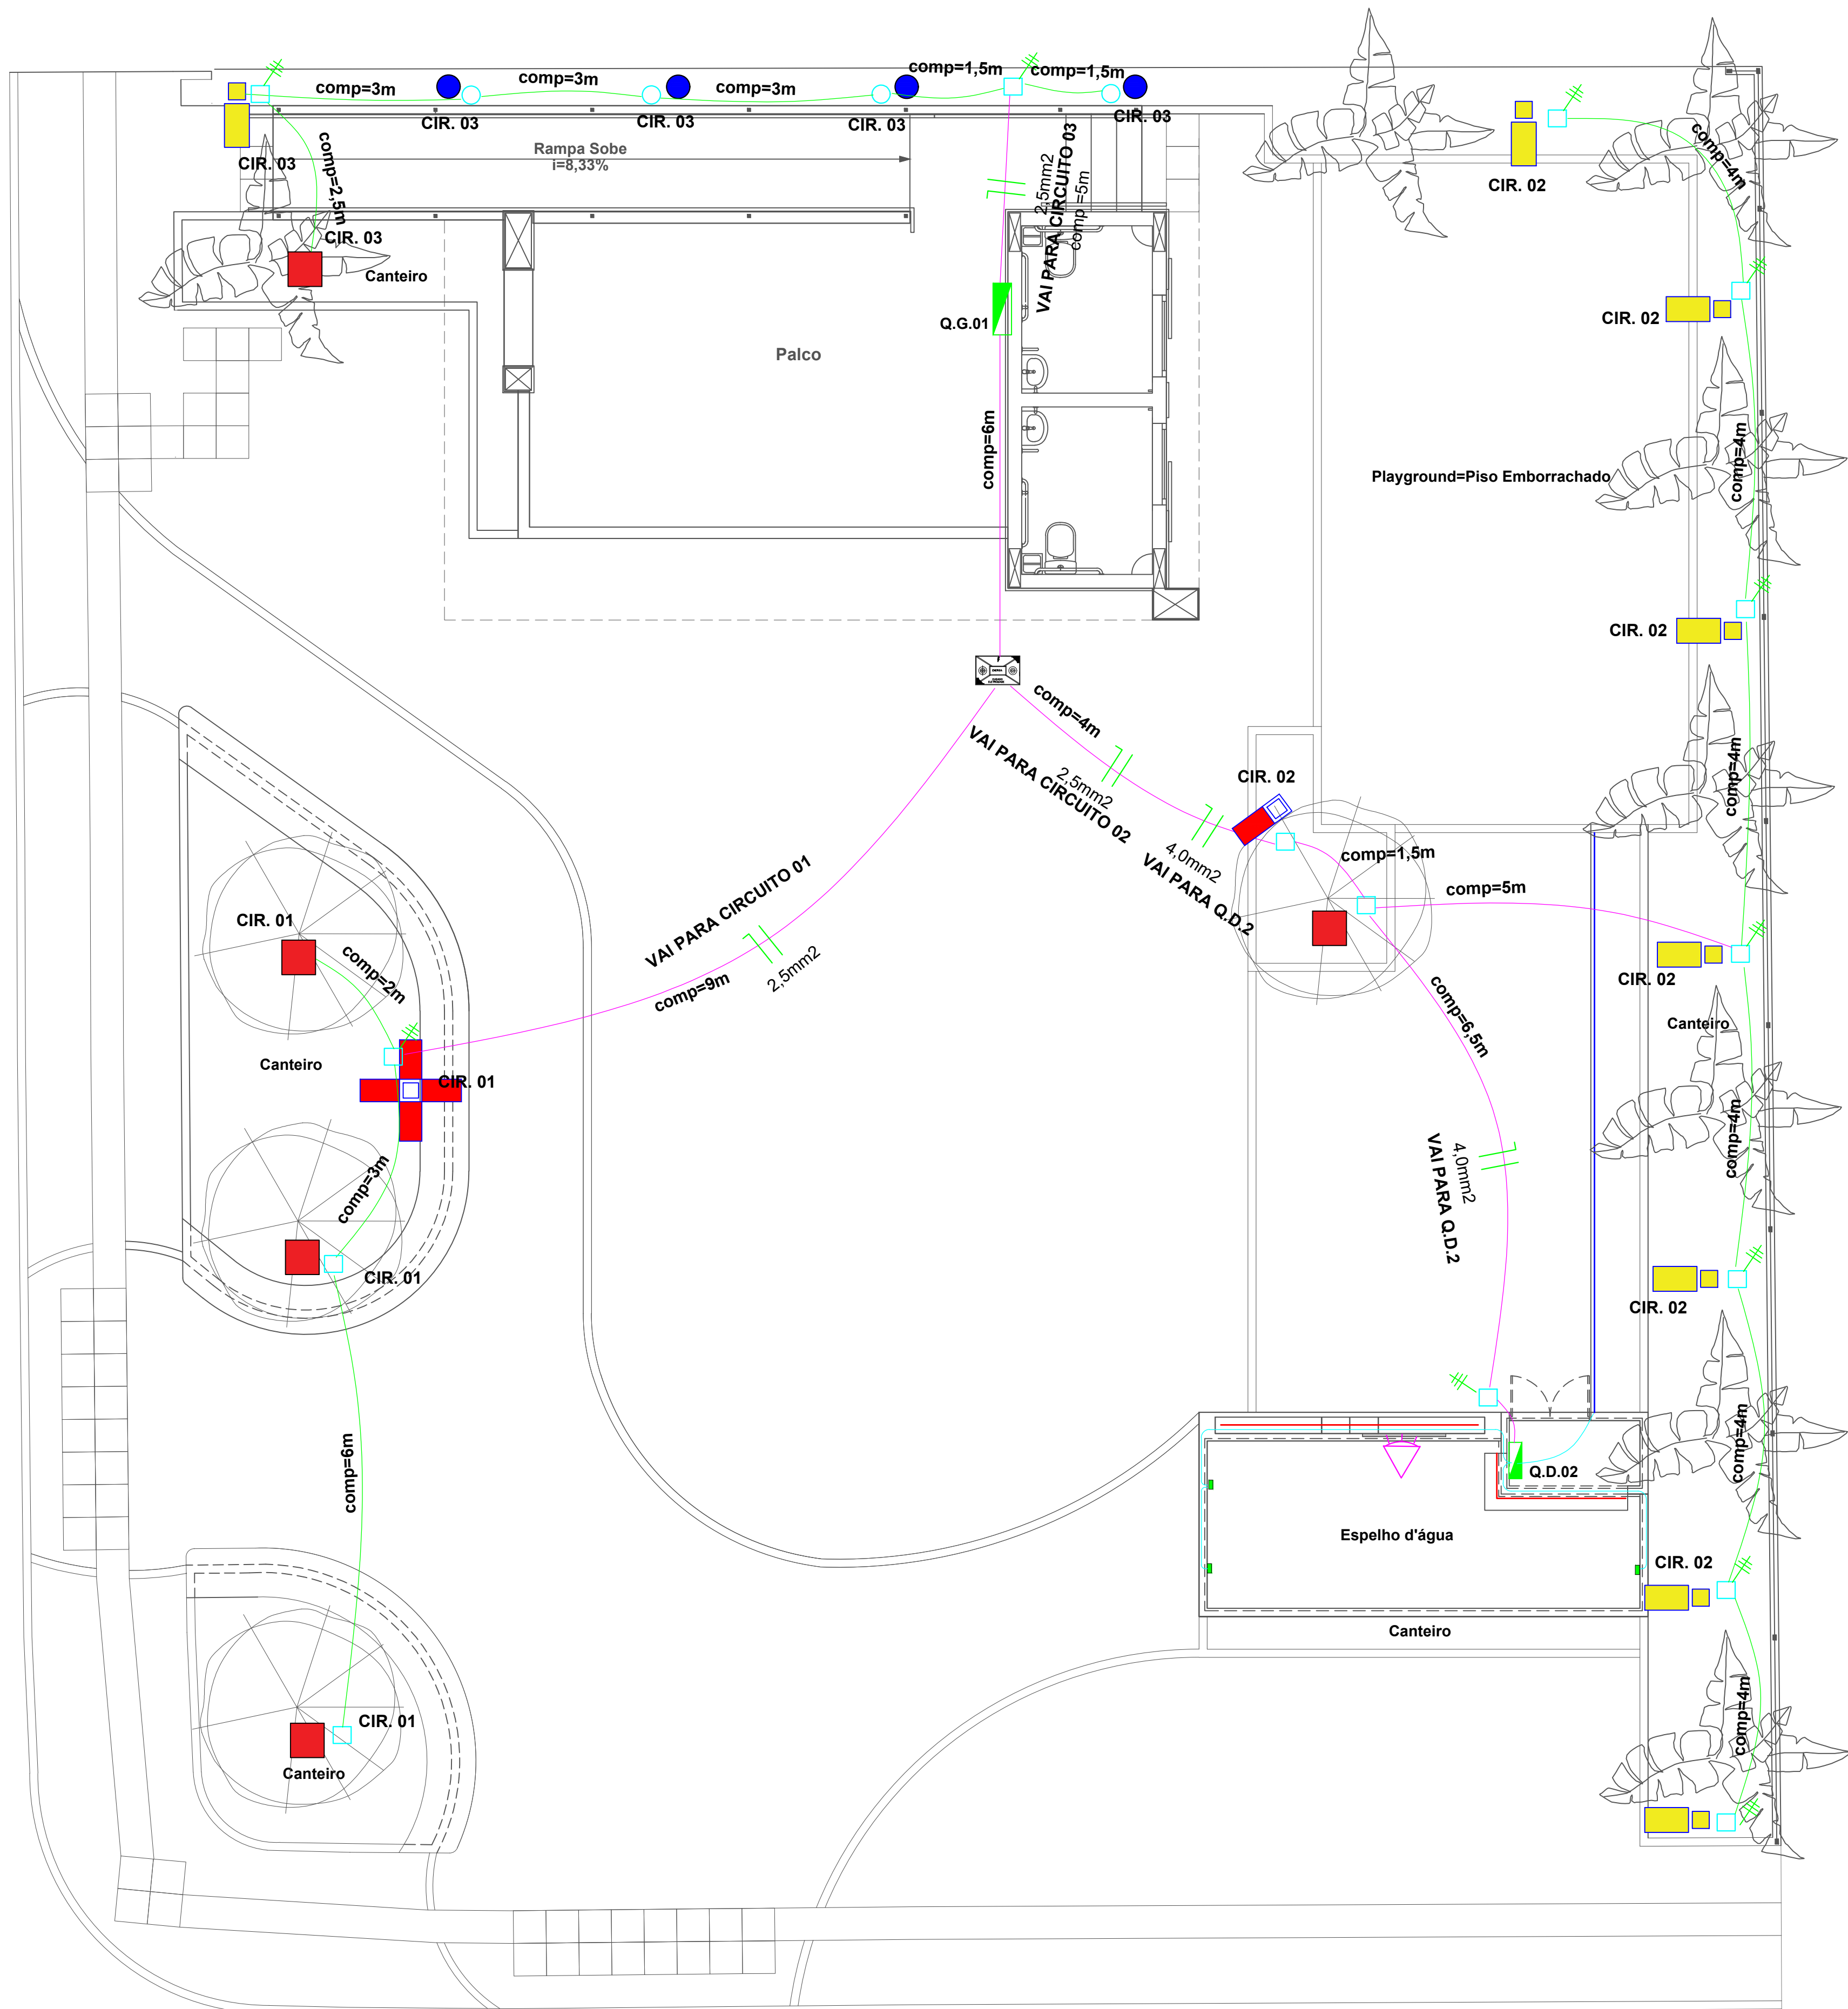 comp=3m
comp=3m
comp=3m
comp=1,5m
comp=1,5m
CIR. 03
CIR. 03
CIR. 03
CIR. 03
CIR. 03
comp=2,5m
Rampa Sobe
i=8,33%
2,5mm2
VAI PARA CIRCUITO 03
comp =5m
CIR. 02
comp=4m
CIR. 03
Canteiro
Q.G.01
Palco
CIR. 02
comp=6m
comp=4m
Playground=Piso Emborrachado
CIR. 02
comp=4m
VAI PARA CIRCUITO 02
2,5mm2
CIR. 02
comp=4m
4,0mm2
VAI PARA Q.D.2
comp=1,5m
comp=5m
VAI PARA CIRCUITO 01
2,5mm2
comp=9m
CIR. 01
comp=2m
CIR. 02
comp=6,5m
Canteiro
Canteiro
CIR. 01
comp=4m
comp=3m
4,0mm2
VAI PARA Q.D.2
CIR. 01
CIR. 02
comp=6m
comp=4m
Q.D.02
Espelho d'água
CIR. 02
Canteiro
comp=4m
CIR. 01
Canteiro